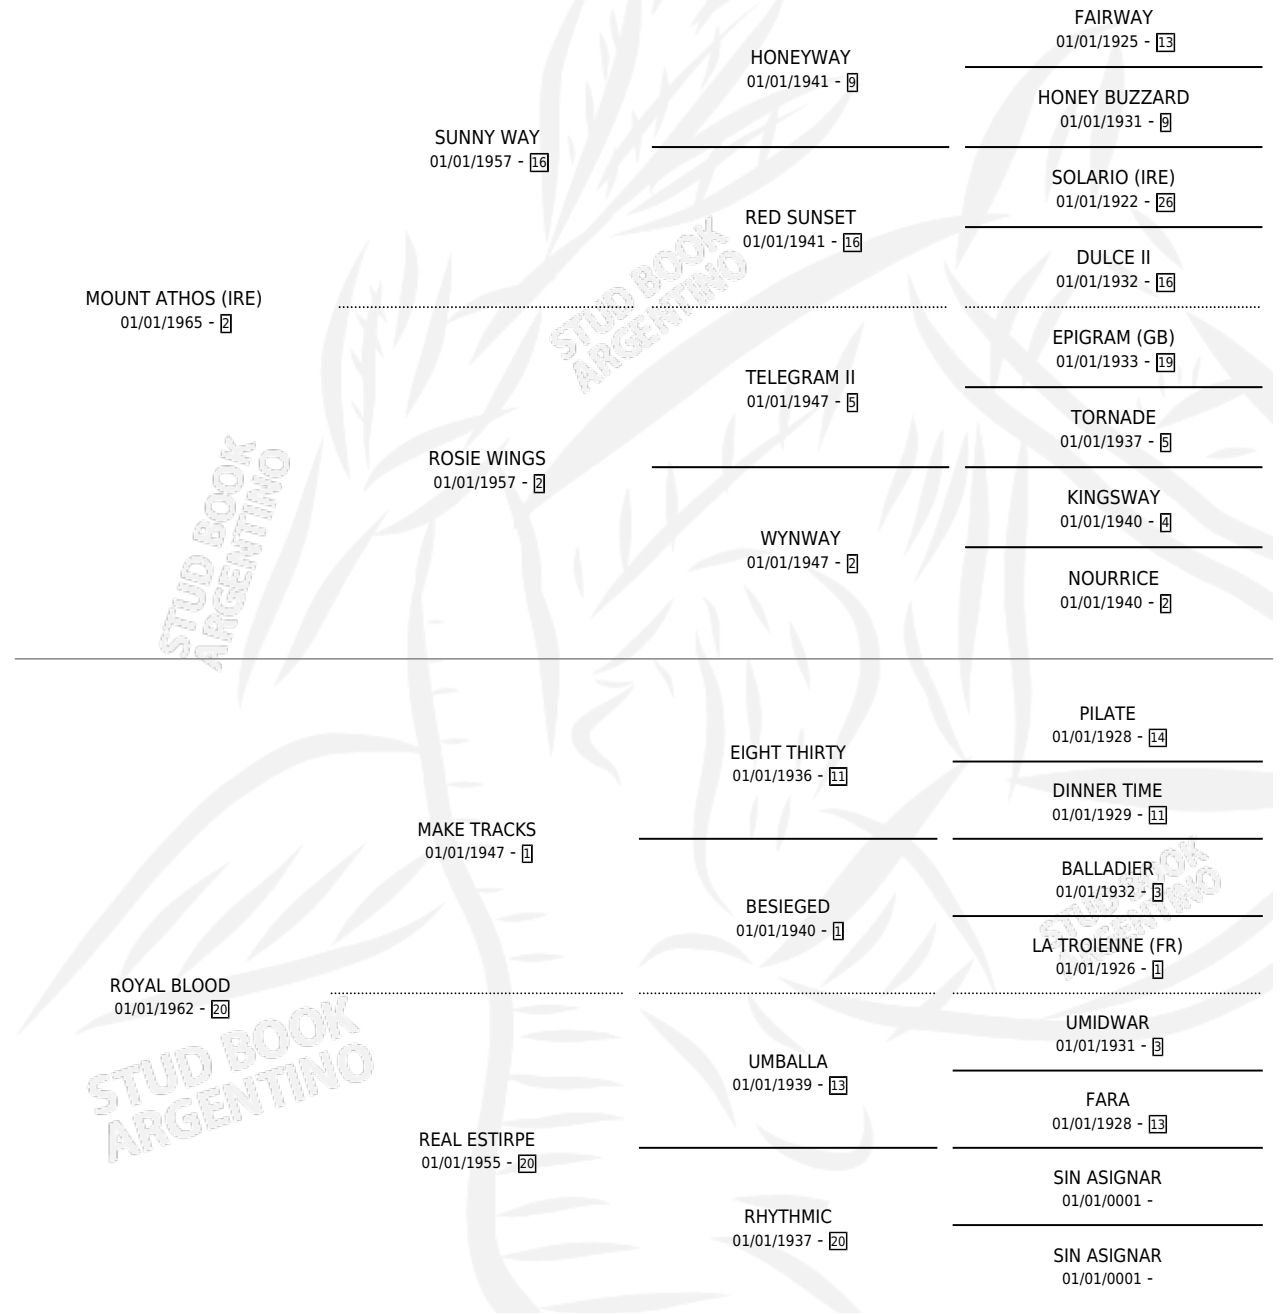 FAIRWAY
01/01/1925 - 13
HONEYWAY
01/01/1941 - 9
HONEY BUZZARD
01/01/1931 - 9
SUNNY WAY
01/01/1957 - 16
SOLARIO (IRE)
01/01/1922 - 26
RED SUNSET
01/01/1941 - 16
DULCE II
01/01/1932 - 16
MOUNT ATHOS (IRE)
01/01/1965 - 2
STUD BOOK
ARGENTINO
EPIGRAM (GB)
01/01/1933 - 19
TELEGRAM II
01/01/1947 - 5
TORNADE
01/01/1937 - 5
ROSIE WINGS
01/01/1957 - 2
KINGSWAY
01/01/1940 - 4
WYNWAY
01/01/1947 - 2
NOURRICE
01/01/1940 - 2
STUD BOOK
ARGENTINO
PILATE
01/01/1928 - 14
EIGHT THIRTY
01/01/1936 - 11
DINNER TIME
01/01/1929 - 11
MAKE TRACKS
01/01/1947 - 1
BALLADIER
01/01/1932 - 3
BESIEGED
01/01/1940 - 1
STUD BOOK
ARGENTINO
LA TROIENNE (FR)
01/01/1926 - 1
ROYAL BLOOD
01/01/1962 - 20
STUD BOOK
ARGENTINO
UMIDWAR
01/01/1931 - 3
UMBALLA
01/01/1939 - 13
FARA
01/01/1928 - 13
REAL ESTIRPE
01/01/1955 - 20
SIN ASIGNAR
01/01/0001 -
RHYTHMIC
01/01/1937 - 20
SIN ASIGNAR
01/01/0001 -